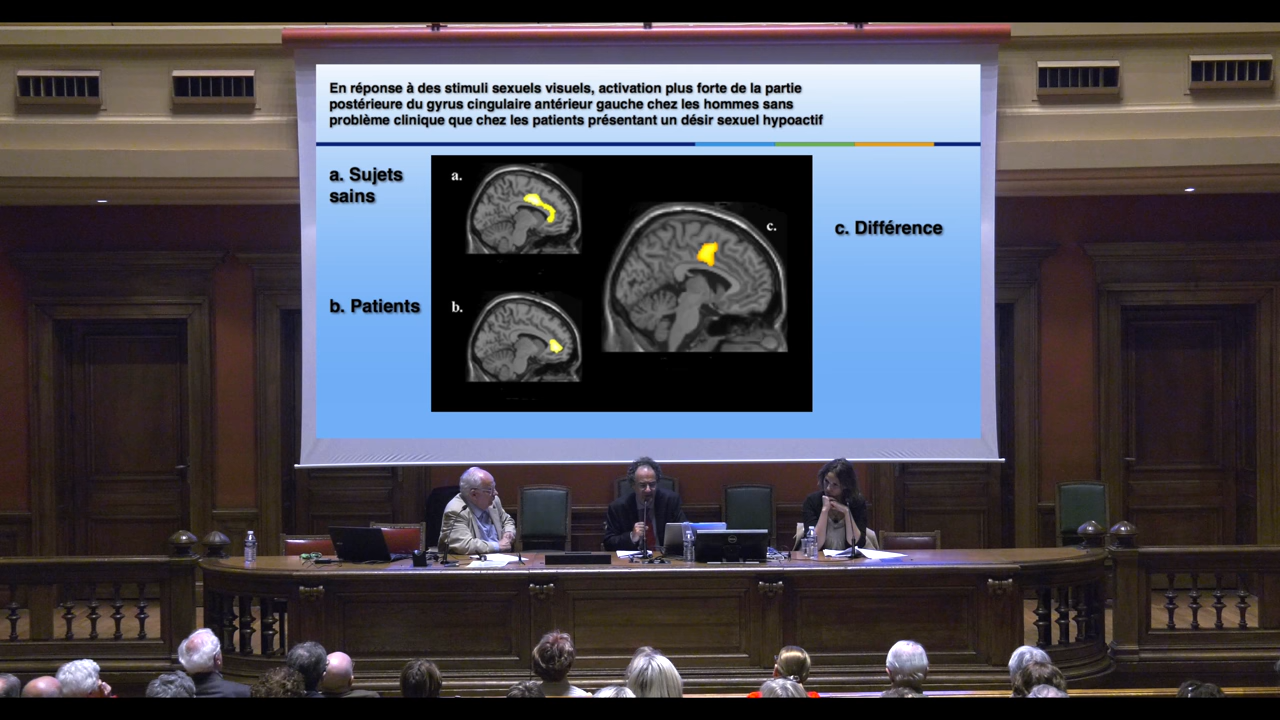 En réponse à des stimuli sexuels visuels, activation plus forte de la partie
postérieure du gyrus cingulaire antérieur gauche chez les hommes sans
problème clinique que chez les patients présentant un désir sexuel hypoactif
a. Sujets
sains
a.
c.
c. Différence
b. Patients
b.